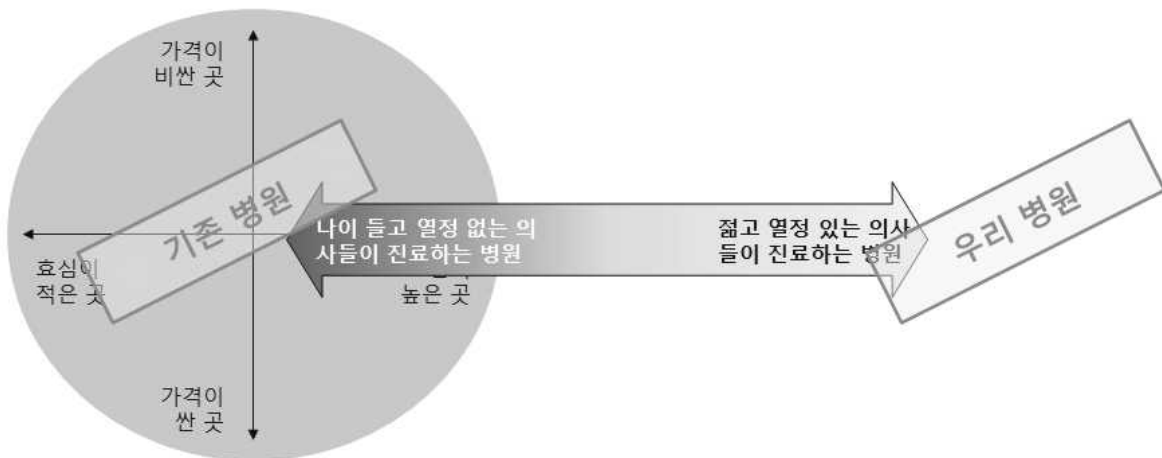 가격이
비싼 곳
기존 병원
나이 들고 열정 없는 의
사들이 진료하는 병원
젊고 열정 있는 의사
들이 진료하는 병원
우리 병원
효심이
적은 곳
높은 곳
가격이
싼 곳